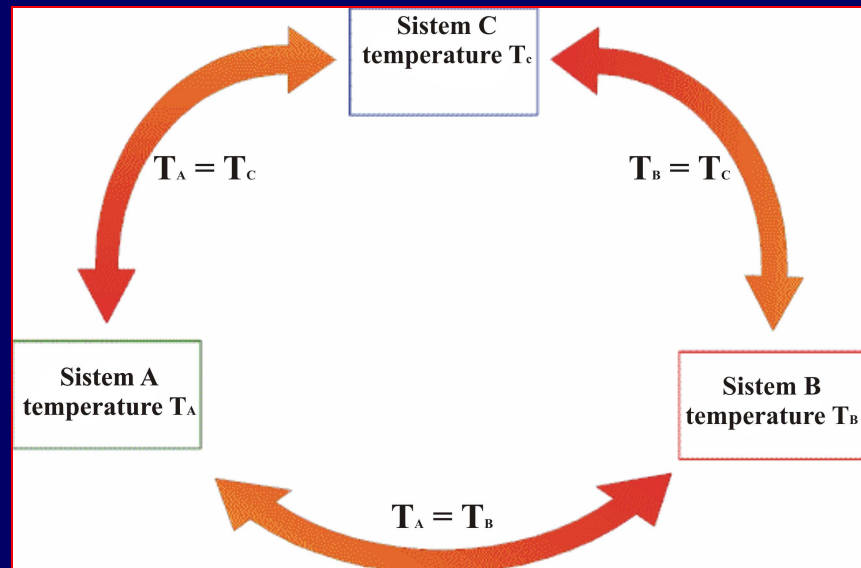 Sistem C
temperature Tc
TA = TC
TB = TC
Sistem A
temperature TA
Sistem B
temperature TB
TA = TB